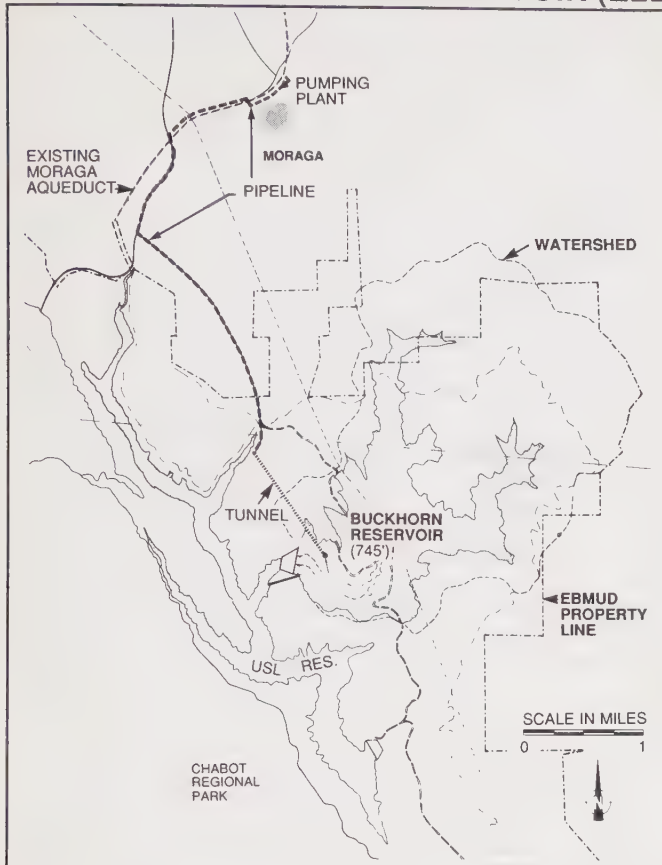 PUMPING
PLANT
MORAGA
EXISTING
MORAGA
AQUEDUCT
PIPELINE
WATERSHED
TUNNEL
BUCKHORN
RESERVOIR
(745')
EBMUD
PROPERTY
LINE
USL RES.
SCALE IN MILES
0 1
CHABOT
REGIONAL
PARK